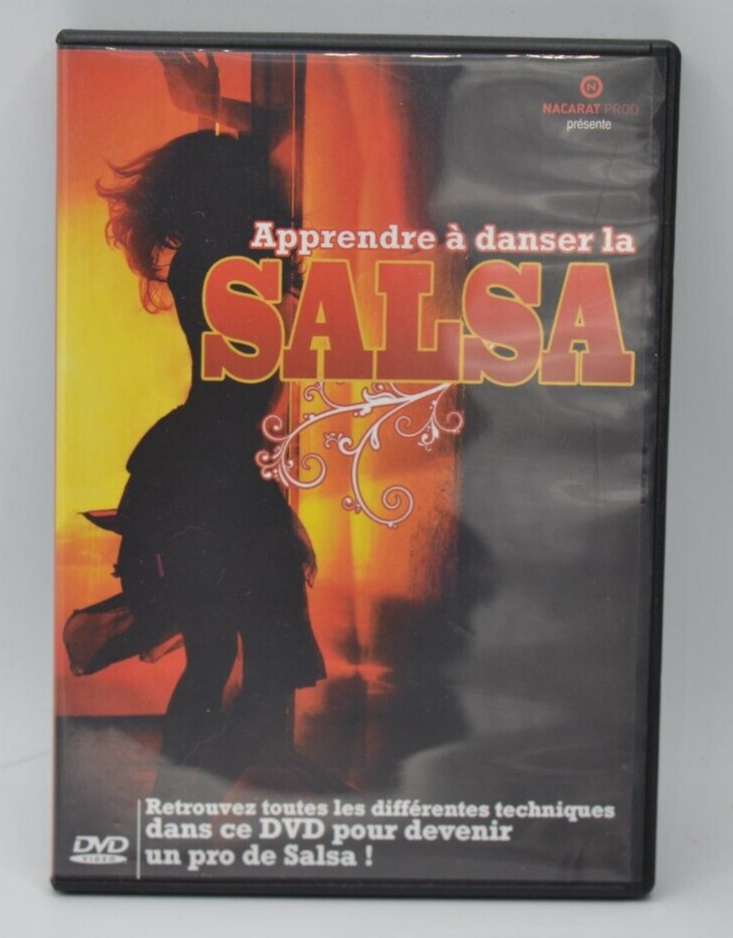 N
NACARAT PROD
présente
Apprendre à danser la
SALSA
Retrouvez toutes les différentes techniques
dans ce DVD pour devenir
un pro de Salsa !
DVD
VIDEO